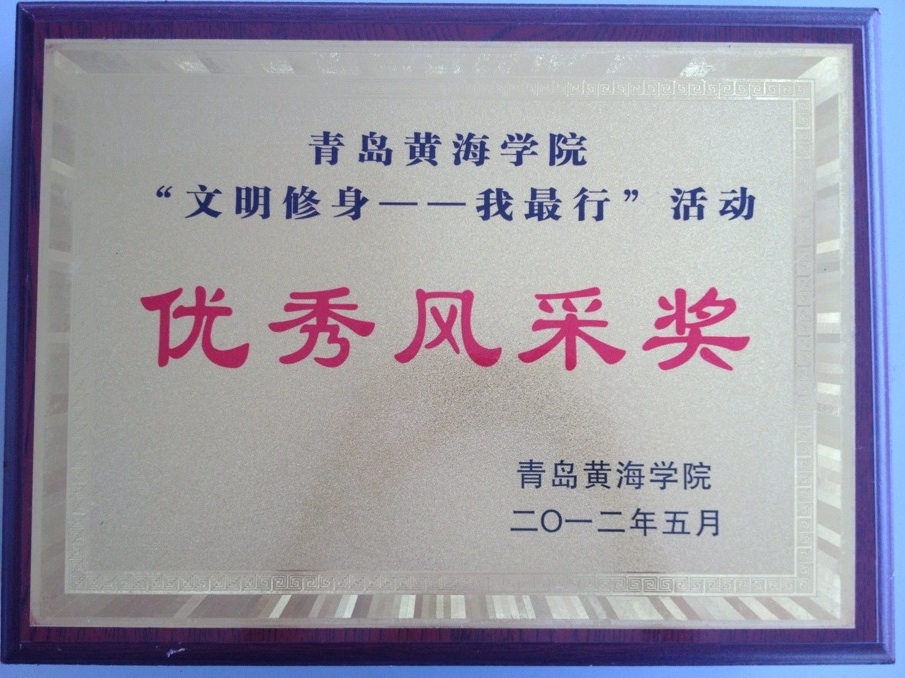 青岛黄海学院
“文明修身——我最行”活动
优秀风采奖
青岛黄海学院
二〇一二年五月